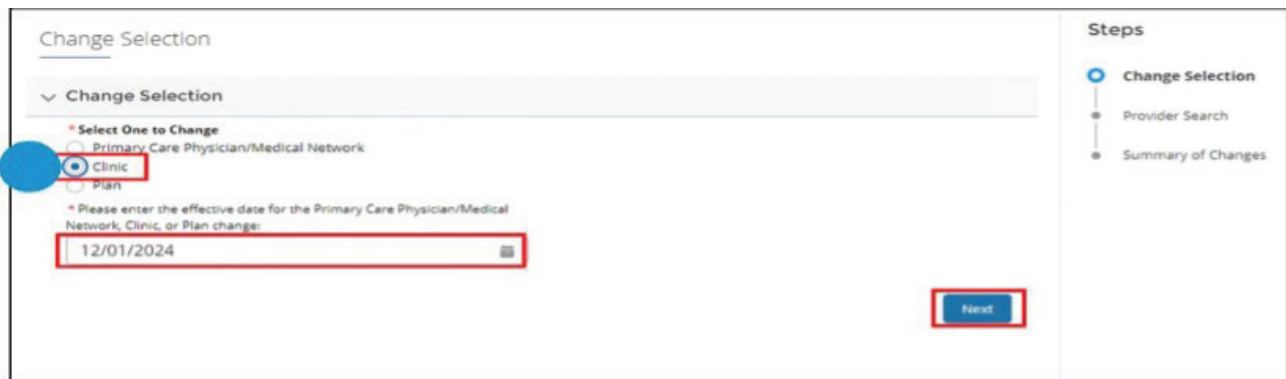 Change Selection
Change Selection
* Select One to Change
Primary Care Physician/Medical Network
Clinic
Plan
* Please enter the effective date for the Primary Care Physician/Medical
Network, Clinic, or Plan change:
12/01/2024
Next
Steps
Change Selection
Provider Search
Summary of Changes